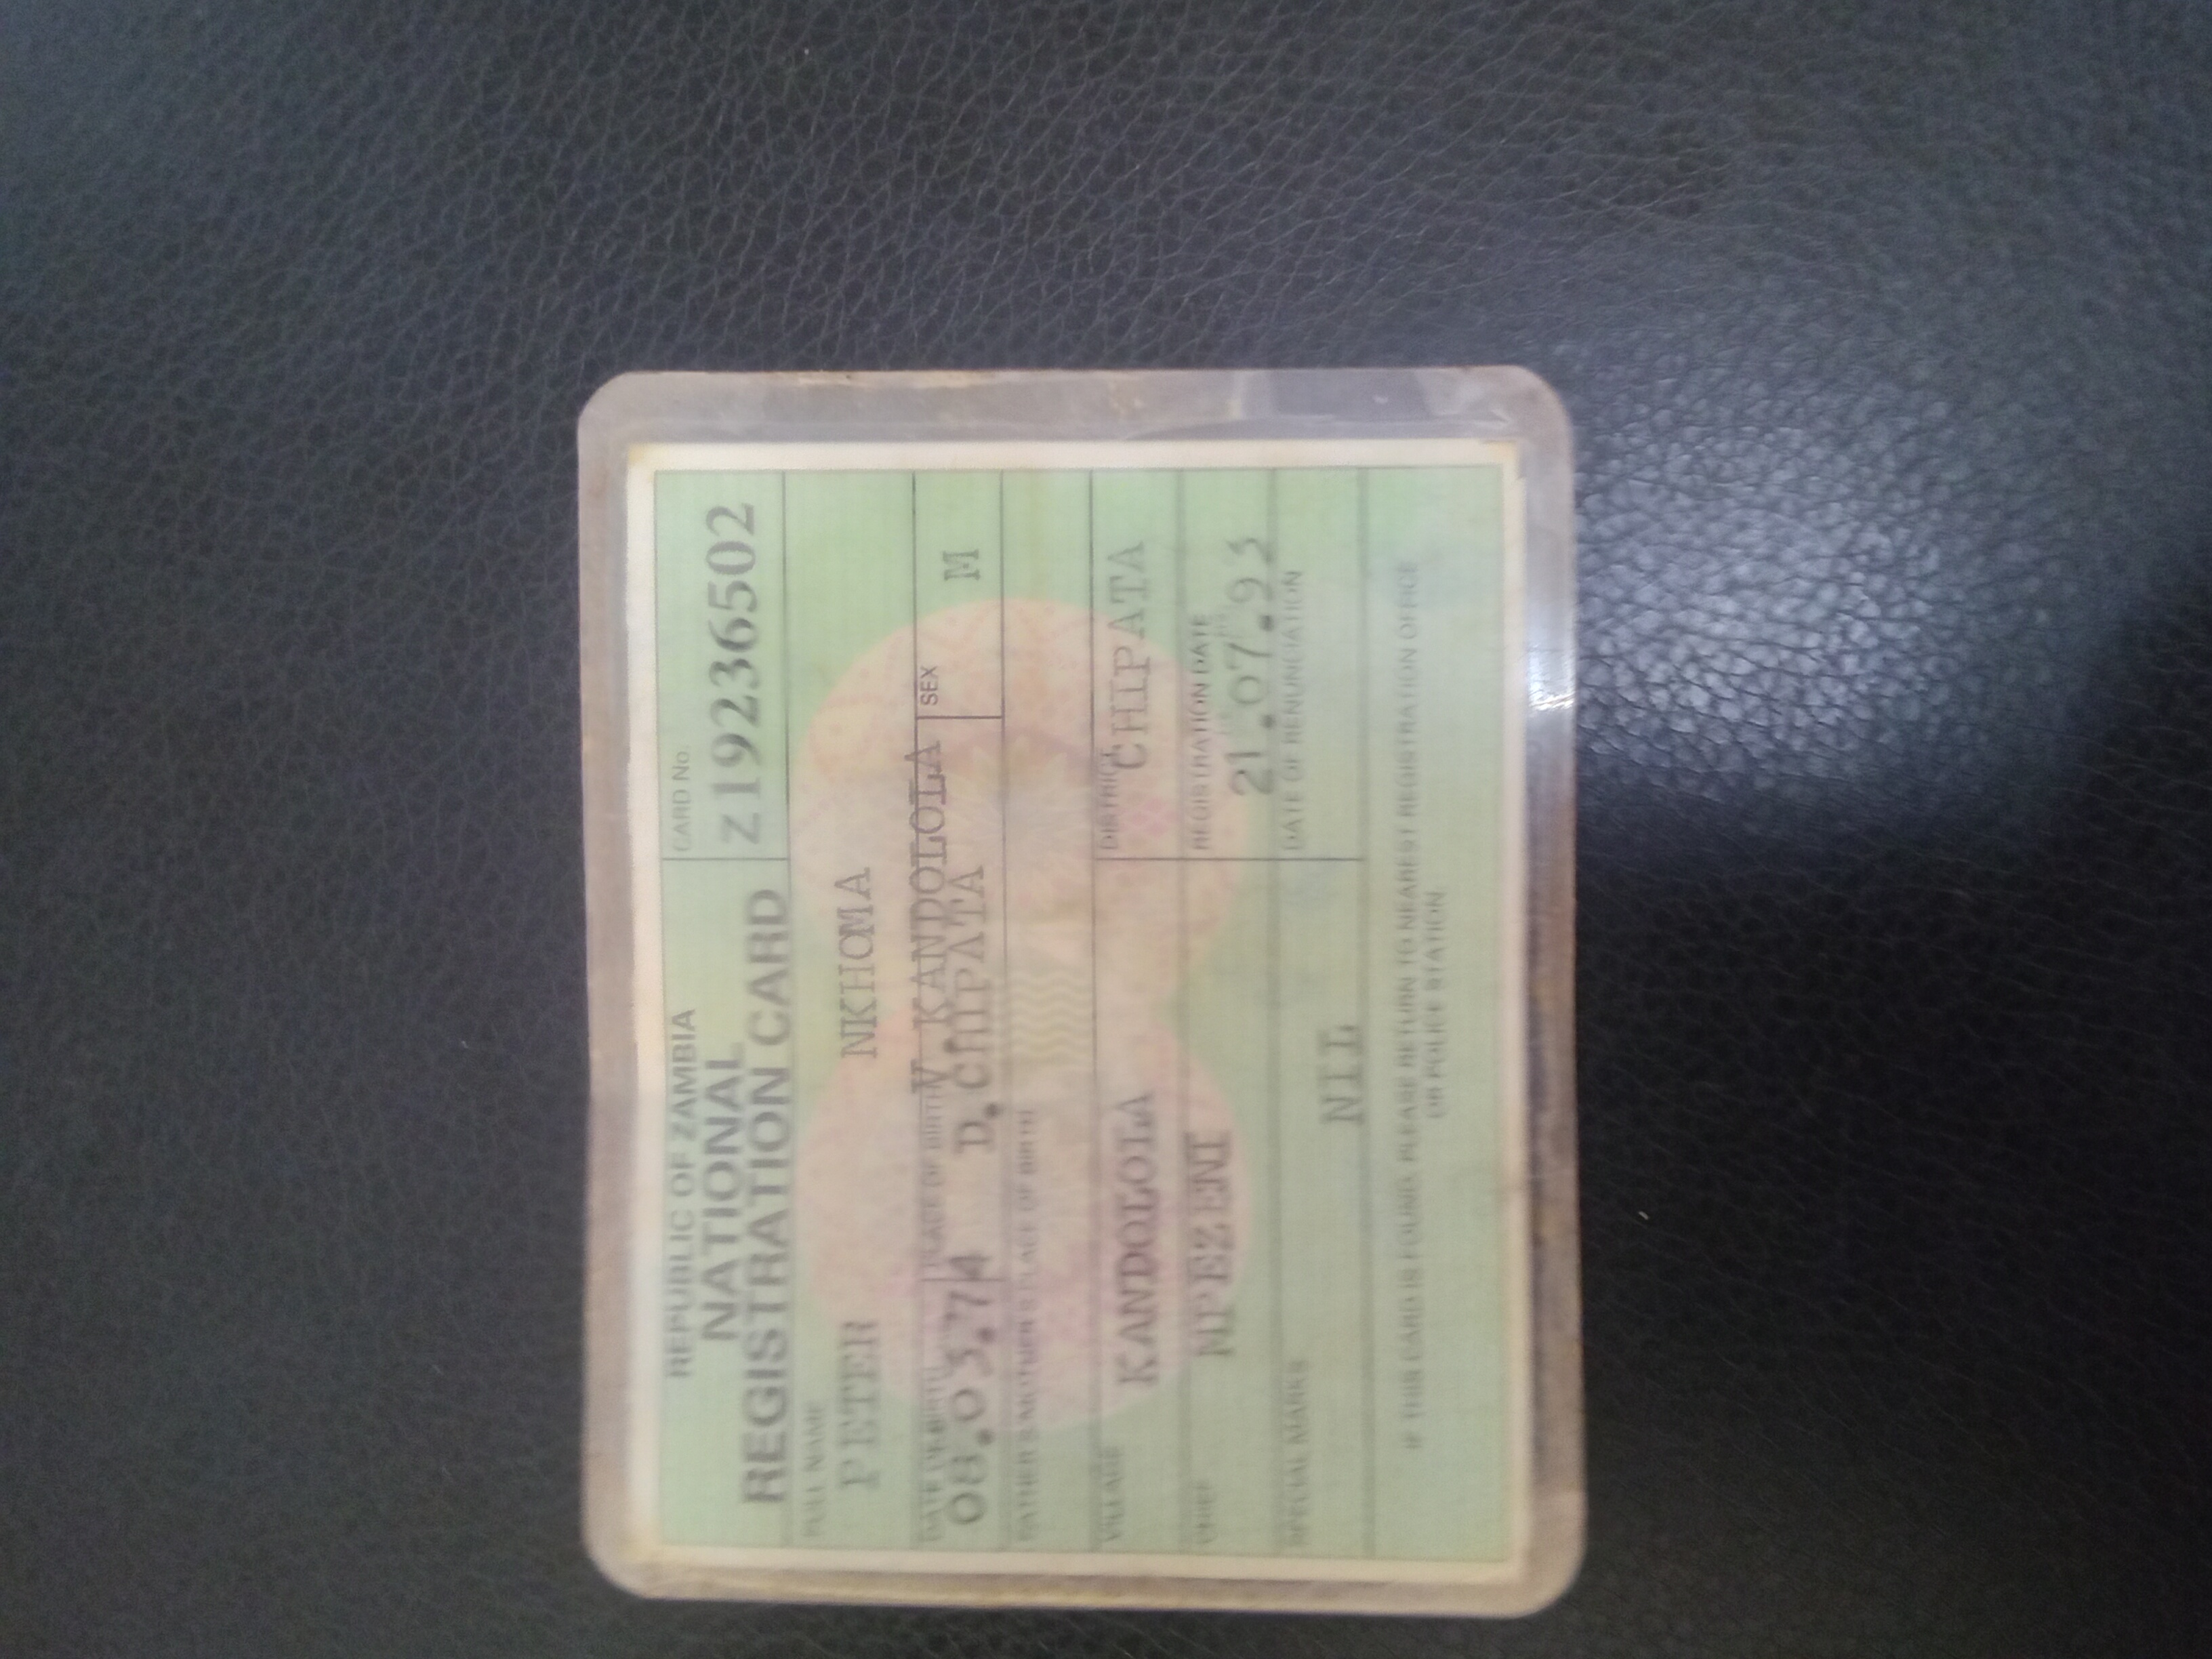 REPUBLIC OF ZAMBIA
NATIONAL
REGISTRATION CARD
CARD No.
Z1923 6502
FULL NAME
PETER NKHOMA
DATE OF BIRTH PLACE OF BIRTH V KANDOLOLA SEX
08.03.74 D.CHIPATA M
FATHER'S/MOTHER'S PLACE OF BIRTH
VILLAGE DISTRICT
KANDOLOLA CHIPATA
CHIEF REGISTRATION DATE
MPEZENI 21.07.93
SPECIAL MARKS DATE OF RENUNCIATION
NIL
IF THIS CARD IS FOUND, PLEASE RETURN TO NEAREST REGISTRATION OFFICE
OR POLICE STATION